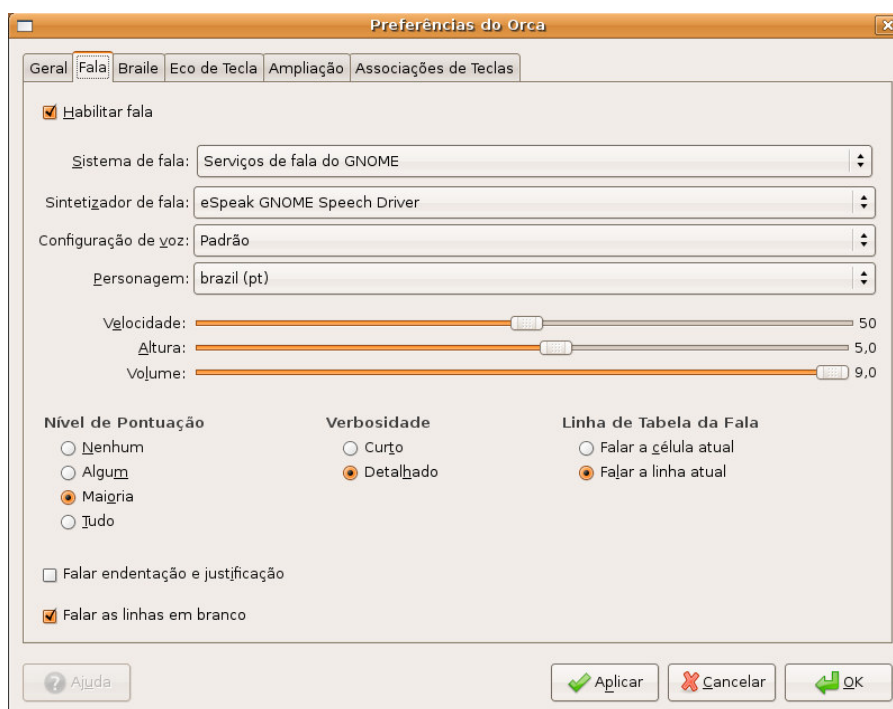 Preferências do Orca
Geral Fala Braile Eco de Tecla Ampliação Associações de Teclas
Habilitar fala
Sistema de fala: Serviços de fala do GNOME
Sintetizador de fala: eSpeak GNOME Speech Driver
Configuração de voz: Padrão
Personagem: brazil (pt)
Velocidade: 50
Altura: 5,0
Volume: 9,0
Nível de Pontuação Verbosidade Linha de Tabela da Fala
Nenhum Curto Falar a célula atual
Algum Detalhado Falar a linha atual
Maioria
Tudo
Falar endentação e justificação
Falar as linhas em branco
Ajuda Aplicar Cancelar OK